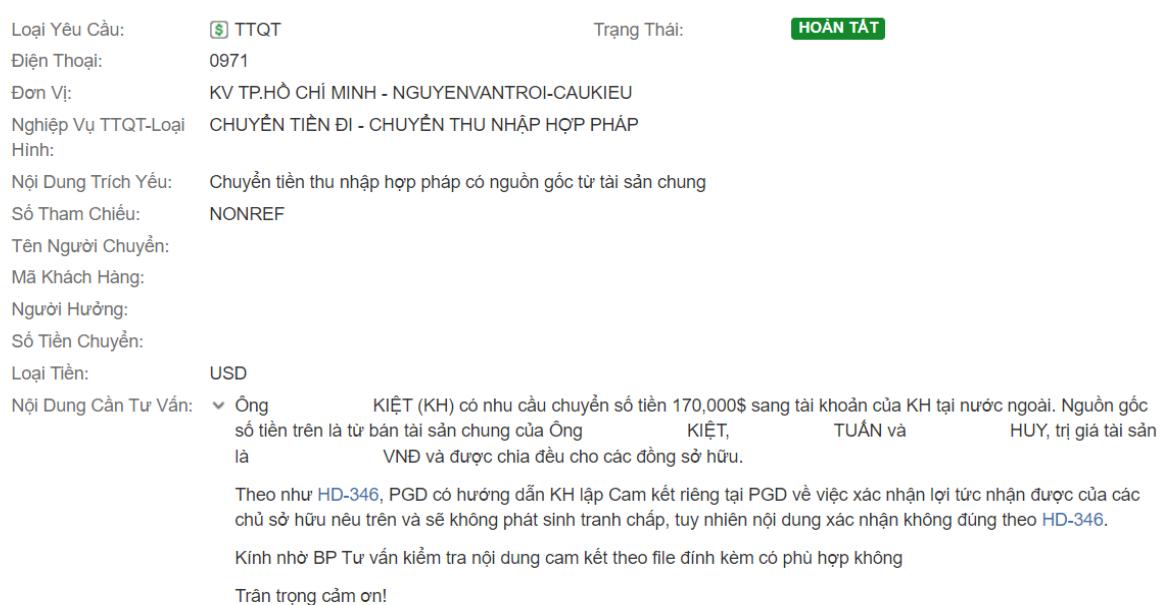 Loại Yêu Cầu: TTQT Trạng Thái: HOÀN TẤT
Điện Thoại: 0971
Đơn Vị: KV TP.HỒ CHÍ MINH - NGUYENVANTROI-CAUKIEU
Nghiệp Vụ TTQT-Loại CHUYỂN TIỀN ĐI - CHUYỂN THU NHẬP HỢP PHÁP
Hình:
Nội Dung Trích Yếu: Chuyển tiền thu nhập hợp pháp có nguồn gốc từ tài sản chung
Số Tham Chiếu: NONREF
Tên Người Chuyển:
Mã Khách Hàng:
Người Hưởng:
Số Tiền Chuyển:
Loại Tiền: USD
Nội Dung Cần Tư Vấn: Ông KIỆT (KH) có nhu cầu chuyển số tiền 170,000$ sang tài khoản của KH tại nước ngoài. Nguồn gốc
số tiền trên là từ bán tài sản chung của Ông KIỆT, TUẤN và HUY, trị giá tài sản
là VNĐ và được chia đều cho các đồng sở hữu.
Theo như HD-346, PGD có hướng dẫn KH lập Cam kết riêng tại PGD về việc xác nhận lợi tức nhận được của các
chủ sở hữu nêu trên và sẽ không phát sinh tranh chấp, tuy nhiên nội dung xác nhận không đúng theo HD-346.
Kính nhờ BP Tư vấn kiểm tra nội dung cam kết theo file đính kèm có phù hợp không
Trân trọng cảm ơn!